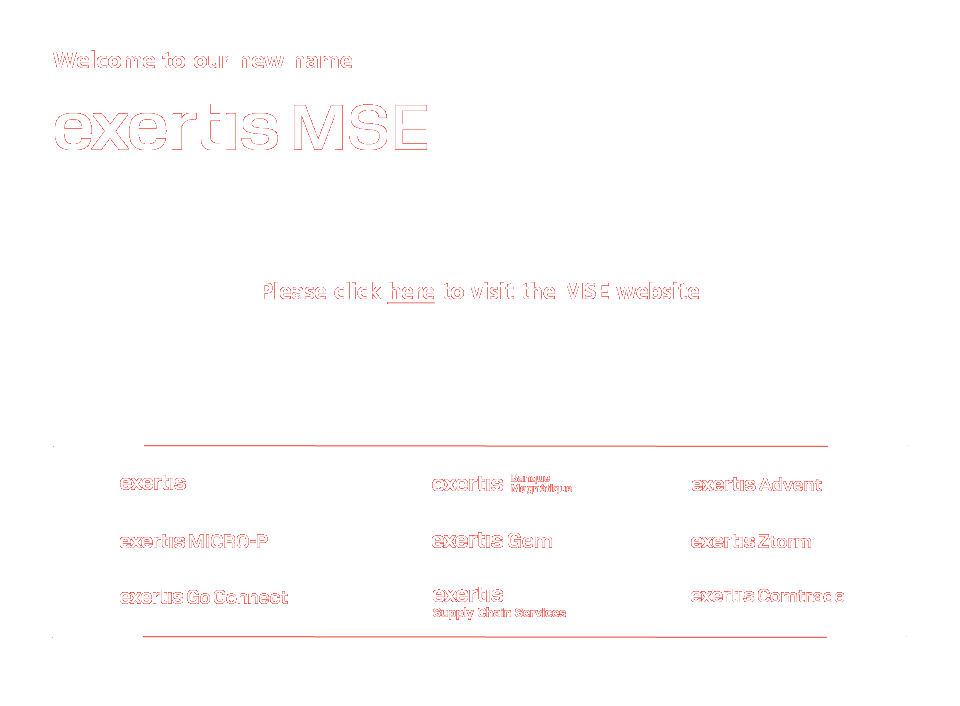 Welcome to our new name
exertis MSE
Please click here to visit the MSE website
exertis
exertis Banque Magnétique
exertis Advent
exertis MICRO-P
exertis Gem
exertis Ztorm
exertis Go Connect
exertis
Supply Chain Services
exertis Comtrade